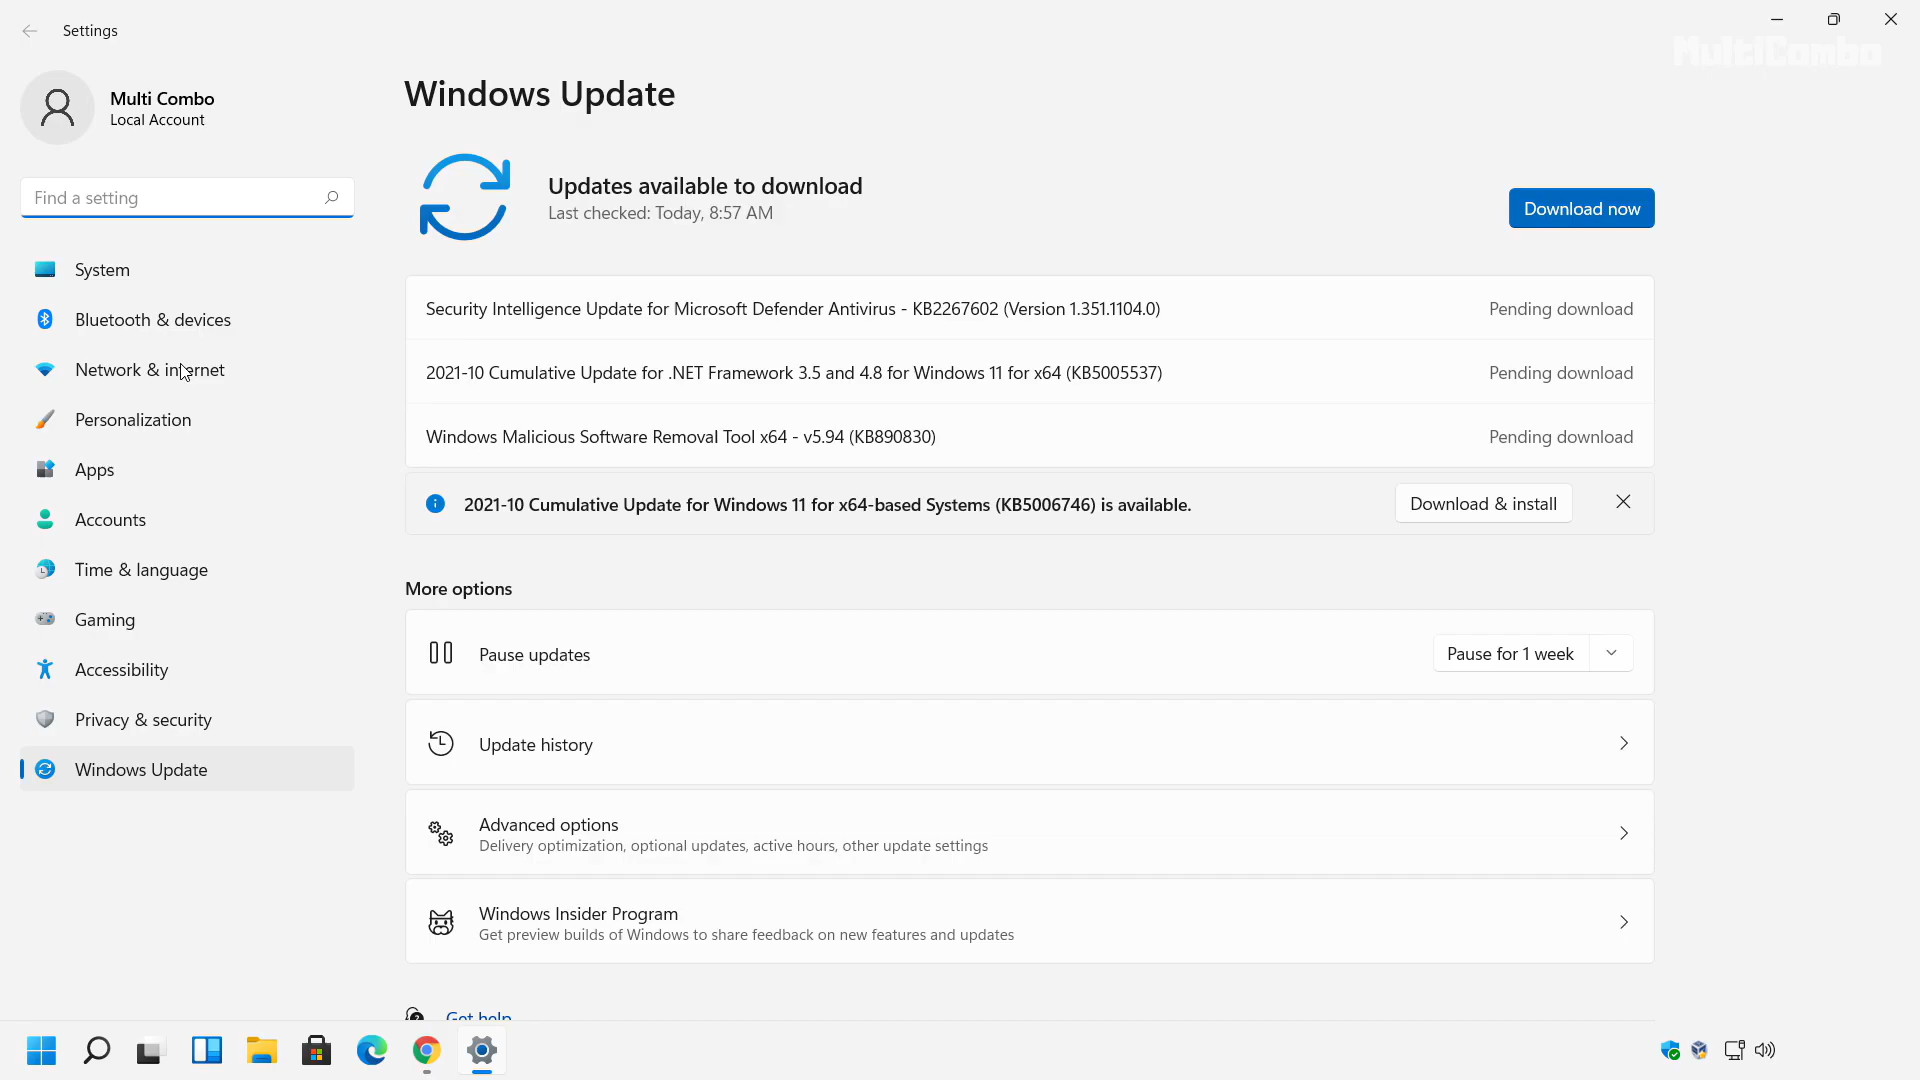 Settings
MultiCombo
Multi Combo
Local Account
Find a setting
System
Bluetooth & devices
Network & internet
Personalization
Apps
Accounts
Time & language
Gaming
Accessibility
Privacy & security
Windows Update
Windows Update
Updates available to download
Last checked: Today, 8:57 AM
Download now
Security Intelligence Update for Microsoft Defender Antivirus - KB2267602 (Version 1.351.1104.0)
Pending download
2021-10 Cumulative Update for .NET Framework 3.5 and 4.8 for Windows 11 for x64 (KB5005537)
Pending download
Windows Malicious Software Removal Tool x64 - v5.94 (KB890830)
Pending download
2021-10 Cumulative Update for Windows 11 for x64-based Systems (KB5006746) is available.
Download & install
More options
Pause updates
Pause for 1 week
Update history
Advanced options
Delivery optimization, optional updates, active hours, other update settings
Windows Insider Program
Get preview builds of Windows to share feedback on new features and updates
Get help